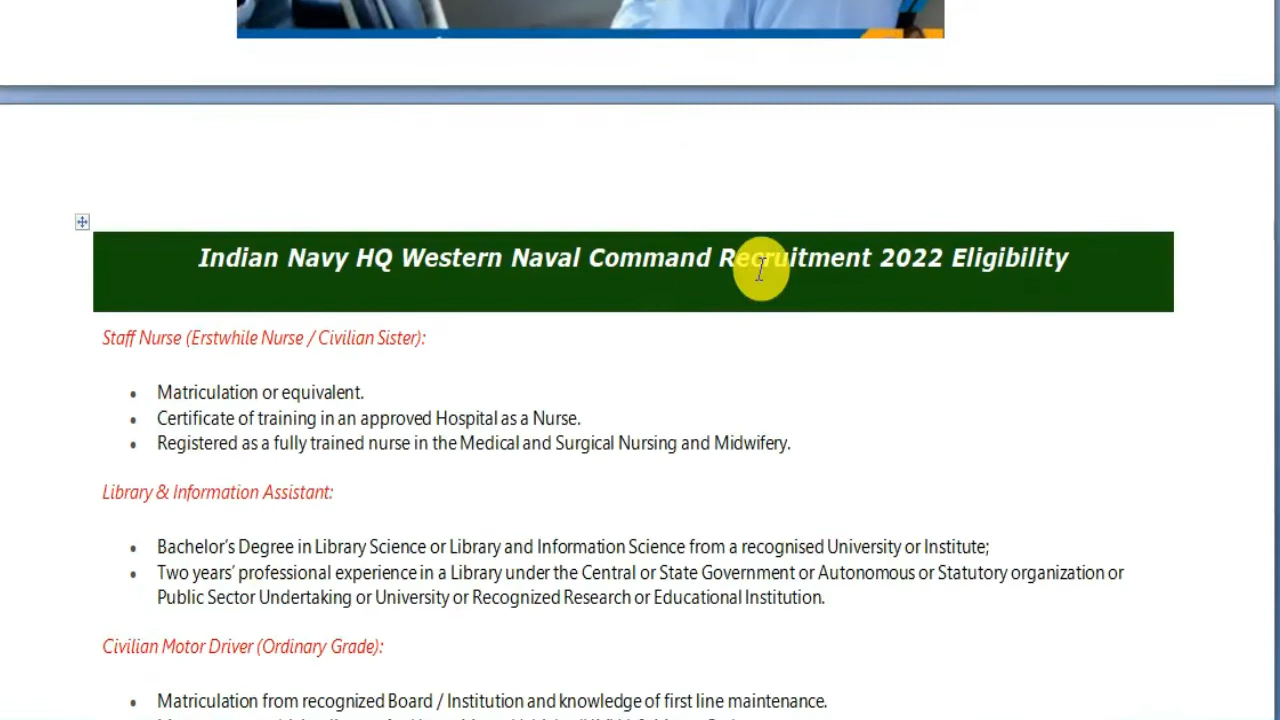 Indian Navy HQ Western Naval Command Recruitment 2022 Eligibility
Staff Nurse (Erstwhile Nurse / Civilian Sister):
• Matriculation or equivalent.
• Certificate of training in an approved Hospital as a Nurse.
• Registered as a fully trained nurse in the Medical and Surgical Nursing and Midwifery.
Library & Information Assistant:
• Bachelor’s Degree in Library Science or Library and Information Science from a recognised University or Institute;
• Two years’ professional experience in a Library under the Central or State Government or Autonomous or Statutory organization or
Public Sector Undertaking or University or Recognized Research or Educational Institution.
Civilian Motor Driver (Ordinary Grade):
• Matriculation from recognized Board / Institution and knowledge of first line maintenance.